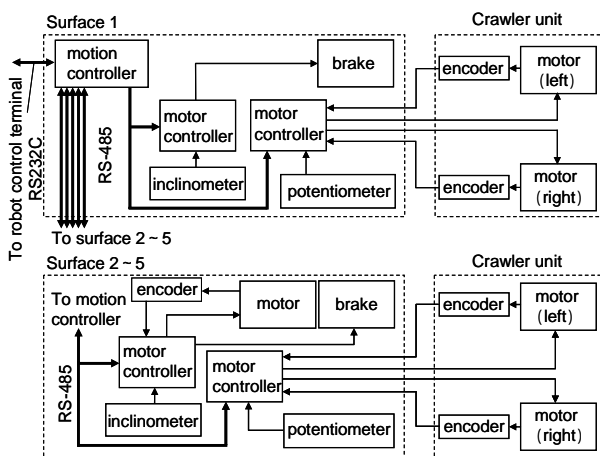 Surface 1
Crawler unit
motion
controller
brake
encoder
motor
(left)
motor
controller
motor
controller
To robot control terminal
RS232C
RS-485
inclinometer
potentiometer
encoder
motor
(right)
To surface 2~5
Surface 2~5
Crawler unit
To motion
controller
encoder
motor
brake
encoder
motor
(left)
motor
controller
motor
controller
RS-485
inclinometer
potentiometer
encoder
motor
(right)